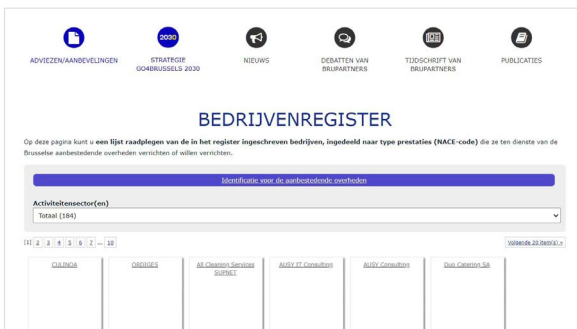 2030
ADVIEZEN/AANBEVELINGEN
STRATEGIE
GO4BRUSSELS 2030
NIEUWS
DEBATTEN VAN
BRUPARTNERS
TIJDSCHRIFT VAN
BRUPARTNERS
PUBLICATIES
BEDRIJVENREGISTER
Op deze pagina kunt u een lijst raadplegen van de in het register ingeschreven bedrijven, ingedeeld naar type prestaties (NACE-code) die ze ten dienste van de
Brusselse aanbestedende overheden verrichten of willen verrichten.
Identificatie voor de aanbestedende overheden
Activiteitensector(en)
Totaal (184)
[1] 2 3 4 5 6 7 ... 10 Volgende 20 item(s) »
CULINOA ORDIGES All Cleaning Services AUSY IT Consulting AUSY Consulting Duo Catering SA
SUPNET